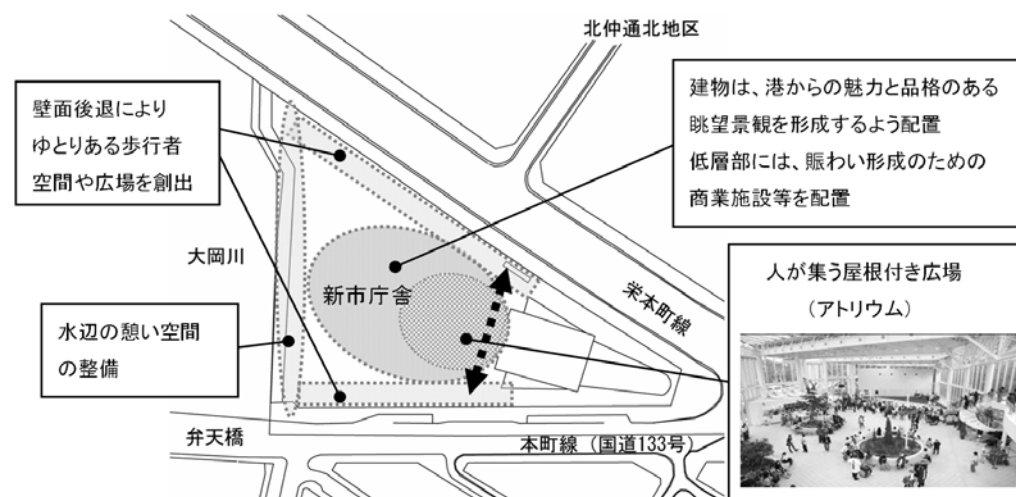 北仲通北地区
壁面後退により
ゆとりある歩行者
空間や広場を創出
建物は、港からの魅力と品格のある
眺望景観を形成するよう配置
低層部には、賑わい形成のための
商業施設等を配置
大岡川
新市庁舎
栄本町線
人が集う屋根付き広場
(アトリウム)
水辺の憩い空間
の整備
弁天橋
本町線(国道133号)